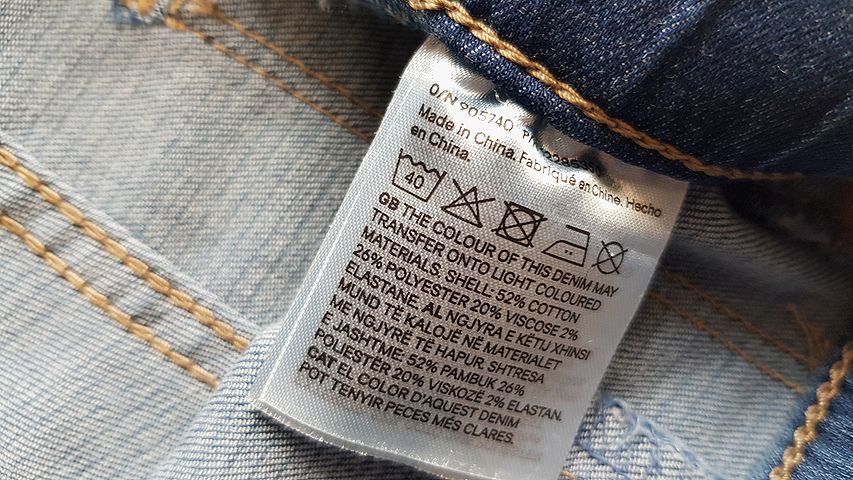 O/N 90574D
Made in China. Fabriqué en Chine. Hecho
en China.
40
GB THE COLOUR OF THIS DENIM MAY
TRANSFER ONTO LIGHT COLOURED
MATERIALS. SHELL: 52% COTTON
26% POLYESTER 20% VISCOSE 2%
ELASTANE. AL NGJYRA E KËTIJ XHINSI
MUND TË KALOJË NË MATERIALET
ME NGJYRË TË HAPUR. SHTRESA
E JASHTME: 52% PAMBUK 26%
POLIESTËR 20% VISKOZË 2% ELASTAN.
CAT EL COLOR D'AQUEST DENIM
POT TENYIR PECES MÉS CLARES.